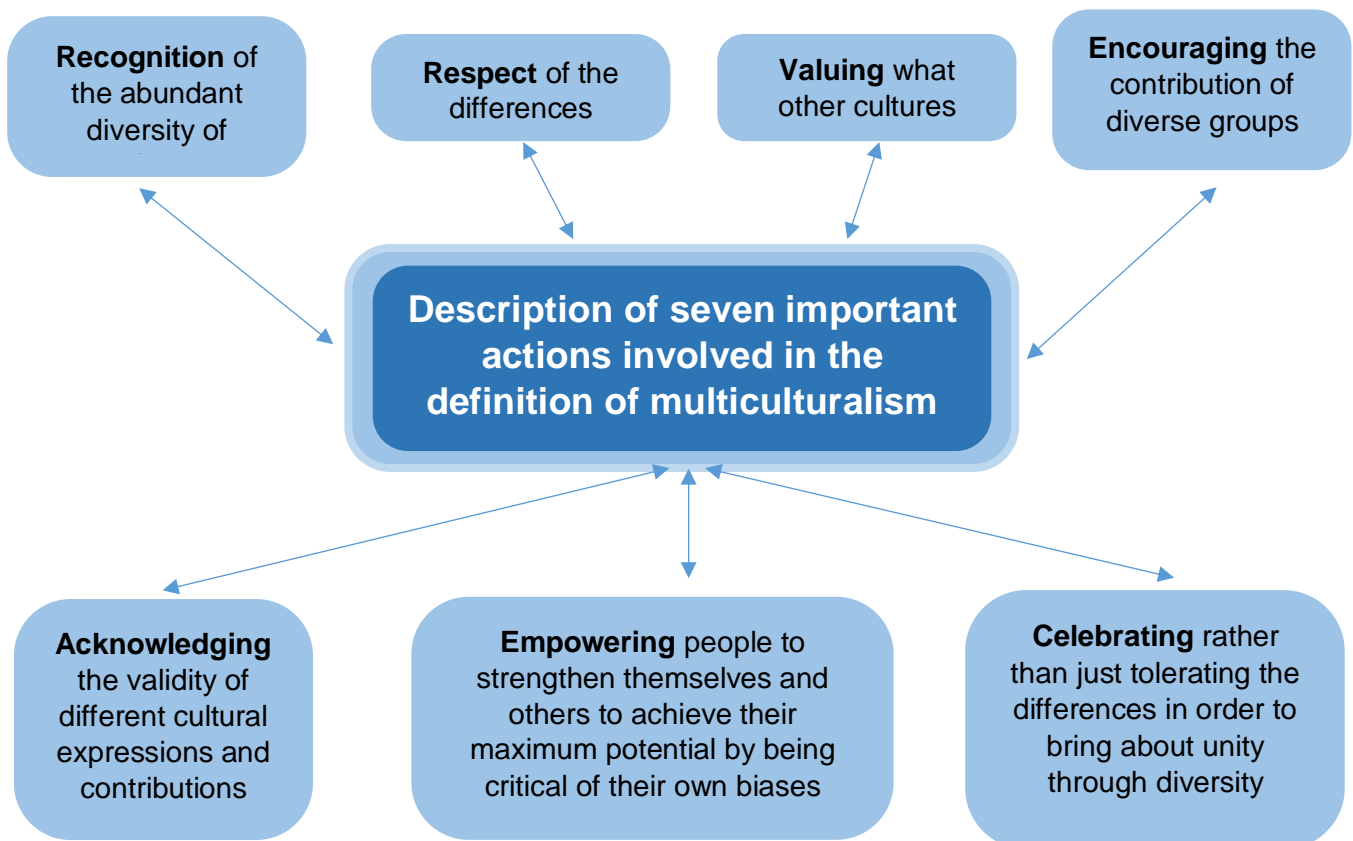 Recognition of
the abundant
diversity of
Respect of the
differences
Valuing what
other cultures
Encouraging the
contribution of
diverse groups
Description of seven important
actions involved in the
definition of multiculturalism
Acknowledging
the validity of
different cultural
expressions and
contributions
Empowering people to
strengthen themselves and
others to achieve their
maximum potential by being
critical of their own biases
Celebrating rather
than just tolerating the
differences in order to
bring about unity
through diversity